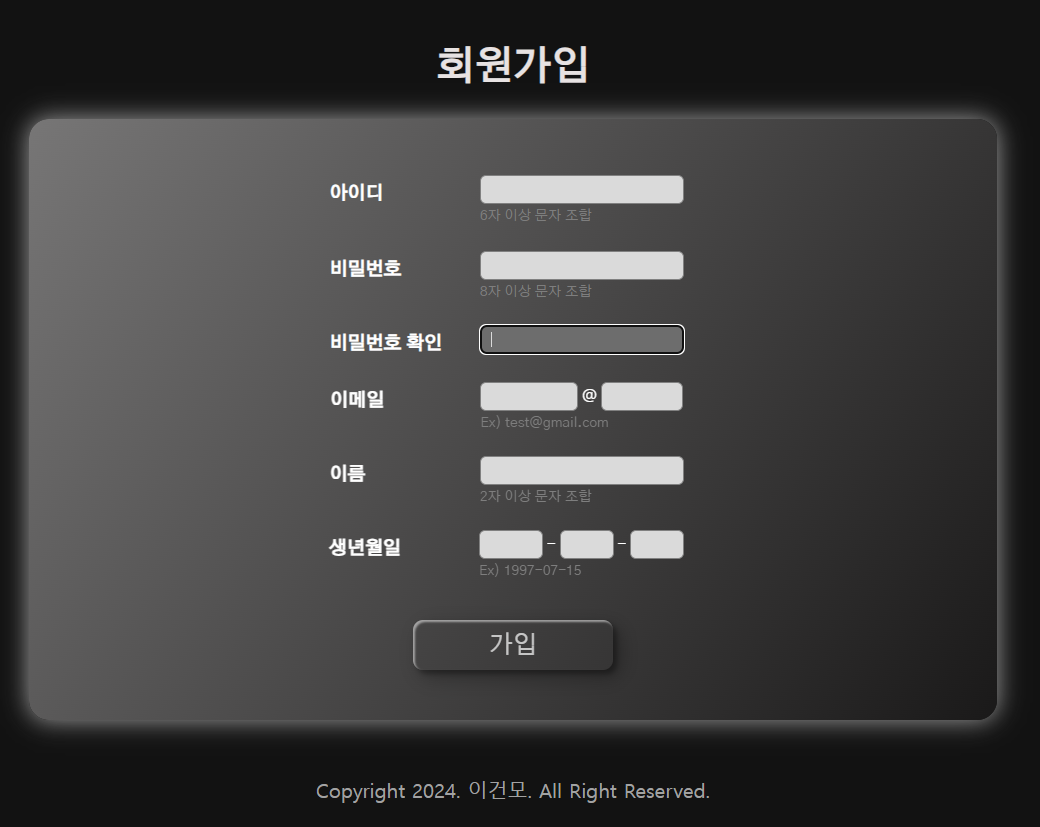 회원가입
아이디
6자 이상 문자 조합
비밀번호
8자 이상 문자 조합
비밀번호 확인
이메일 @
Ex) test@gmail.com
이름
2자 이상 문자 조합
생년월일 - -
Ex) 1997-07-15
가입
Copyright 2024. 이건모. All Right Reserved.